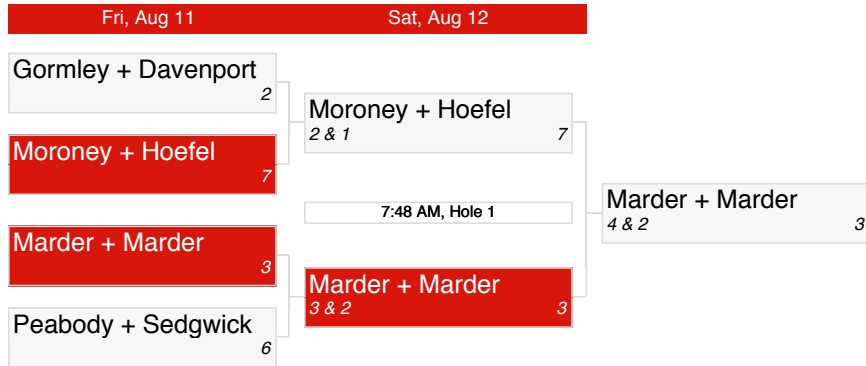 Fri, Aug 11
Sat, Aug 12
Gormley + Davenport
2
Moroney + Hoefel
7
Marder + Marder
3
Peabody + Sedgwick
6
Moroney + Hoefel
2 & 1 7
7:48 AM, Hole 1
Marder + Marder
3 & 2 3
Marder + Marder
4 & 2 3